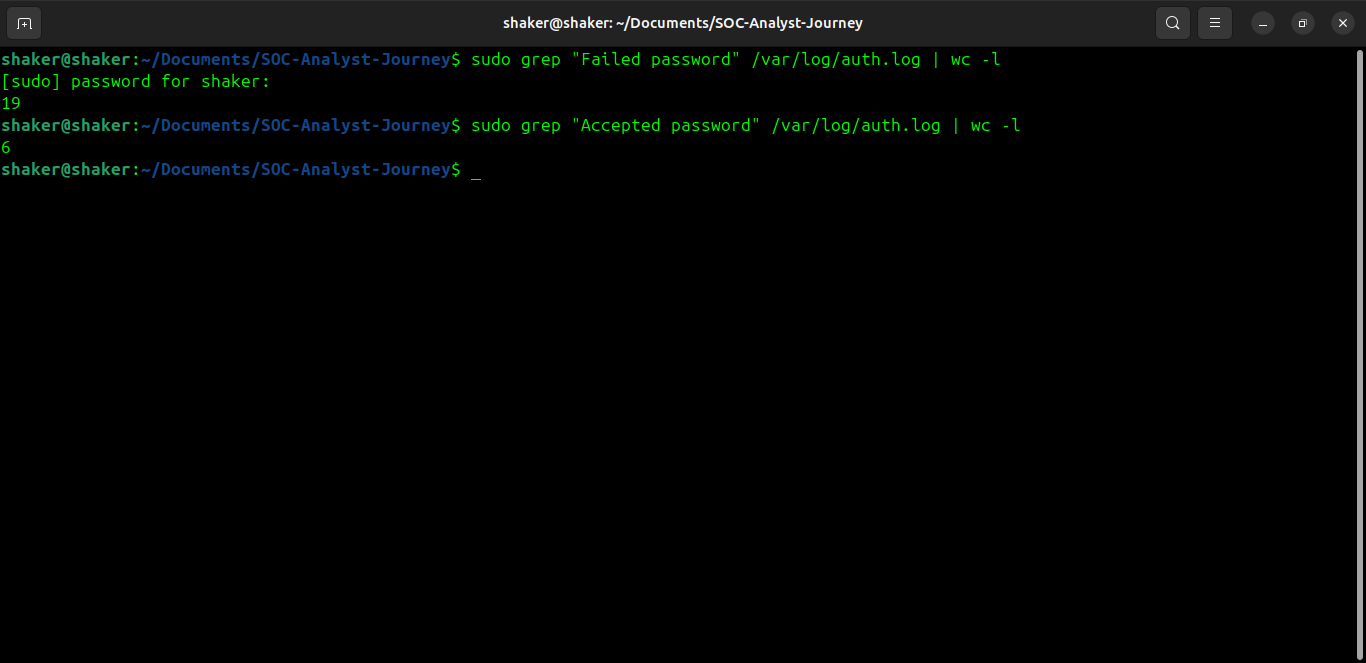 shaker@shaker: ~/Documents/SOC-Analyst-Journey
shaker@shaker:~/Documents/SOC-Analyst-Journey$ sudo grep "Failed password" /var/log/auth.log | wc -l
[sudo] password for shaker:
19
shaker@shaker:~/Documents/SOC-Analyst-Journey$ sudo grep "Accepted password" /var/log/auth.log | wc -l
6
shaker@shaker:~/Documents/SOC-Analyst-Journey$ _